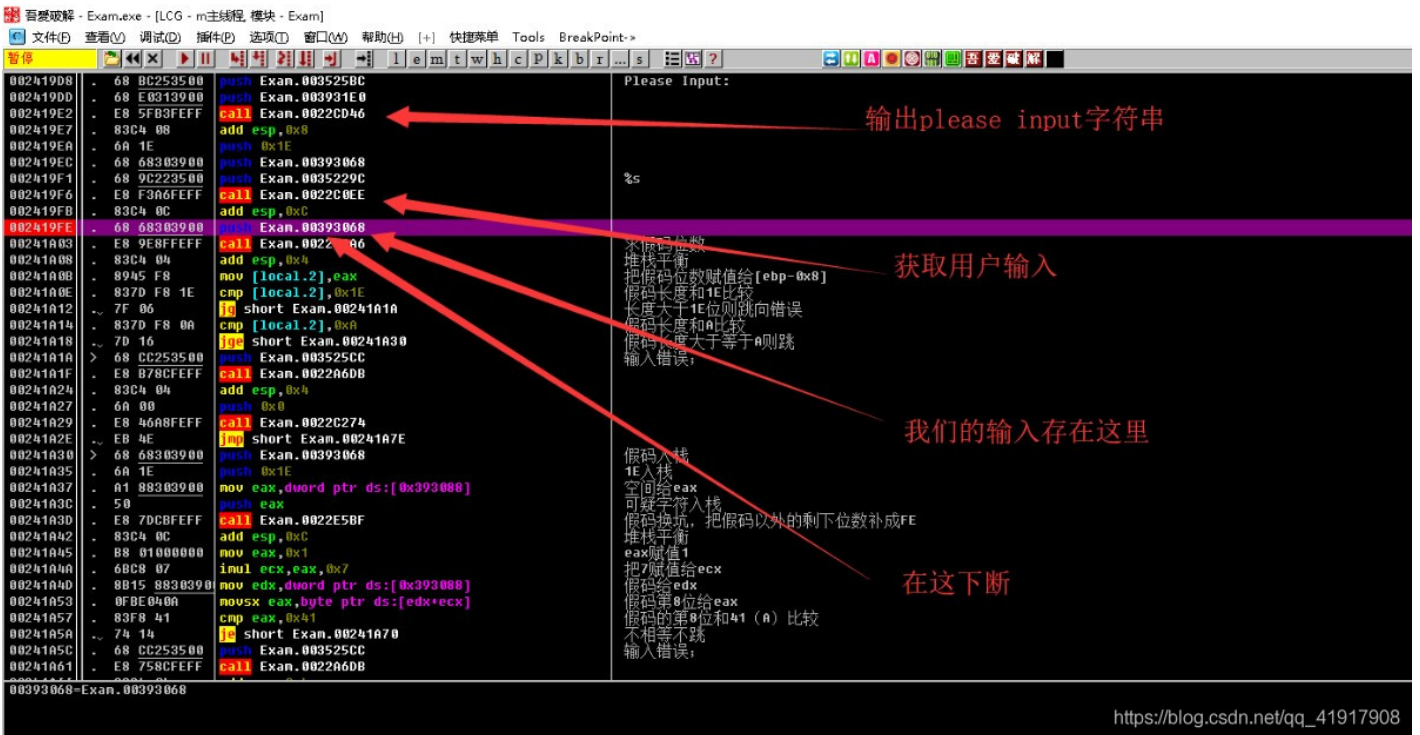 吾爱破解 - Exam.exe - [LCG - m主线程, 模块 - Exam]
文件(F) 查看(V) 调试(D) 插件(P) 选项(T) 窗口(W) 帮助(H) [+] 快捷菜单 Tools BreakPoint->
暂停 l e m t w h c P k b r ... s ? 吾 爱 破 解
002419D8 . 68 BC253500 push Exam.003525BC Please Input:
002419DD . 68 E0313900 push Exam.003931E0
002419E2 . E8 5FB3FEFF call Exam.0022CD46
002419E7 . 83C4 08 add esp,0x8
002419EA . 6A 1E push 0x1E
002419EC . 68 68303900 push Exam.00393068
002419F1 . 68 9C223500 push Exam.0035229C %s
002419F6 . E8 F3A6FEFF call Exam.0022C0EE
002419FB . 83C4 0C add esp,0xC
002419FE . 68 68303900 push Exam.00393068
00241A03 . E8 9E8FFEFF call 求假码位数
00241A08 . 83C4 04 add esp,0x4 堆栈平衡
00241A0B . 8945 F8 mov [local.2],eax 把假码位数赋值给[ebp-0x8]
00241A0E . 837D F8 1E cmp [local.2],0x1E 假码长度和1E比较
00241A12 . 7F 06 jg short Exam.00241A1A 长度大于1E位则跳向错误
00241A14 . 837D F8 0A cmp [local.2],0xA 假码长度和A比较
00241A18 . 7D 16 jge short Exam.00241A30 假码长度大于等于A则跳
00241A1A > 68 CC253500 push Exam.003525CC 输入错误;
00241A1F . E8 B78CFEFF call Exam.0022A6DB
00241A24 . 83C4 04 add esp,0x4
00241A27 . 6A 00 push 0x0
00241A29 . E8 46A8FEFF call Exam.0022C274
00241A2E . EB 4E jmp short Exam.00241A7E
00241A30 > 68 68303900 push Exam.00393068 假码入栈
00241A35 . 6A 1E push 0x1E 1E入栈
00241A37 . A1 88303900 mov eax,dword ptr ds:[0x393088] 空间给eax
00241A3C . 50 push eax 可疑字符入栈
00241A3D . E8 7DCBFEFF call Exam.0022E5BF 假码换坑, 把假码以外的剩下位数补成FE
00241A42 . 83C4 0C add esp,0xC 堆栈平衡
00241A45 . B8 01000000 mov eax,0x1 eax赋值1
00241A4A . 6BC8 07 imul ecx,eax,0x7 把7赋值给ecx
00241A4D . 8B15 8830390 mov edx,dword ptr ds:[0x393088] 假码给edx
00241A53 . 0FBE040A movsx eax,byte ptr ds:[edx+ecx] 假码第8位给eax
00241A57 . 83F8 41 cmp eax,0x41 假码的第8位和41 (A) 比较
00241A5A . 74 14 je short Exam.00241A70 不相等不跳
00241A5C . 68 CC253500 push Exam.003525CC 输入错误;
00241A61 . E8 758CFEFF call Exam.0022A6DB
输出please input字符串
获取用户输入
我们的输入存在这里
在这下断
00393068=Exam.00393068
https://blog.csdn.net/qq_41917908